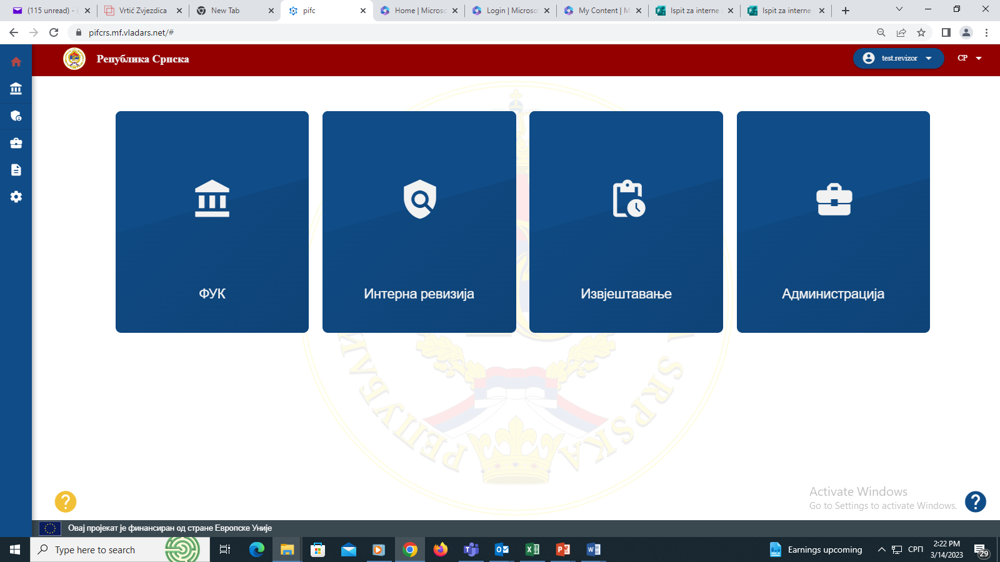 (115 unread) -
Vrtić Zvjezdica
New Tab
pifc
Home | Microso
Login | Microso
My Content | M
Ispit za interne
Ispit za interne
pifcrs.mf.vladars.net/#
Република Српска
test.revizor
СР
ФУК
Интерна ревизија
Извјештавање
Администрација
РЕПУБЛИ
А SRPSKA
Activate Windows
Go to Settings to activate Windows.
Овај пројекат је финансиран од стране Европске Уније
Type here to search
Earnings upcoming
СРП
2:22 PM
3/14/2023
29